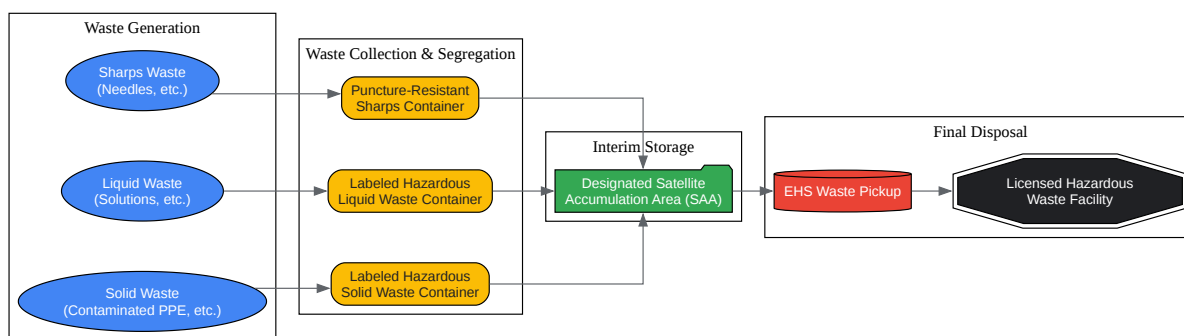 Waste Generation
Sharps Waste
(Needles, etc.)
Liquid Waste
(Solutions, etc.)
Solid Waste
(Contaminated PPE, etc.)
Waste Collection & Segregation
Puncture-Resistant
Sharps Container
Labeled Hazardous
Liquid Waste Container
Labeled Hazardous
Solid Waste Container
Interim Storage
Designated Satellite
Accumulation Area (SAA)
Final Disposal
EHS Waste Pickup
Licensed Hazardous
Waste Facility